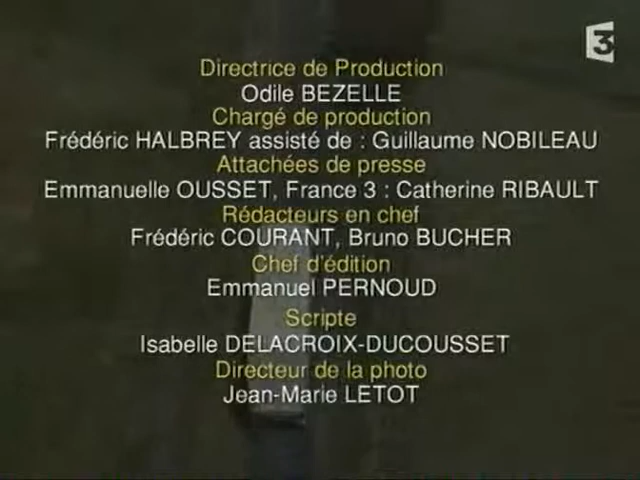 3
Directrice de Production
Odile BEZELLE
Chargé de production
Frédéric HALBREY assisté de : Guillaume NOBILEAU
Attachées de presse
Emmanuelle OUSSET, France 3 : Catherine RIBAULT
Rédacteurs en chef
Frédéric COURANT, Bruno BUCHER
Chef d'édition
Emmanuel PERNOUD
Scripte
Isabelle DELACROIX-DUCOUSSET
Directeur de la photo
Jean-Marie LETOT